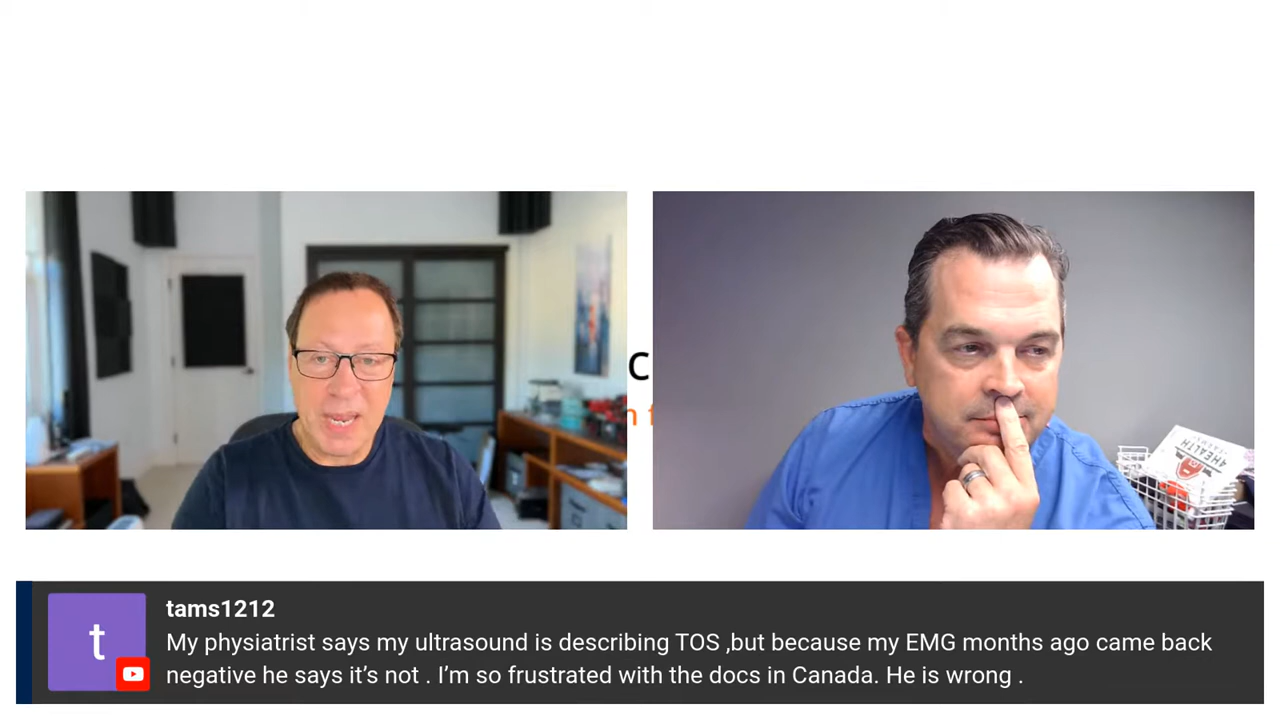 C
n f
4HEALTH
t
tams1212
My physiatrist says my ultrasound is describing TOS ,but because my EMG months ago came back
negative he says it’s not . I’m so frustrated with the docs in Canada. He is wrong .